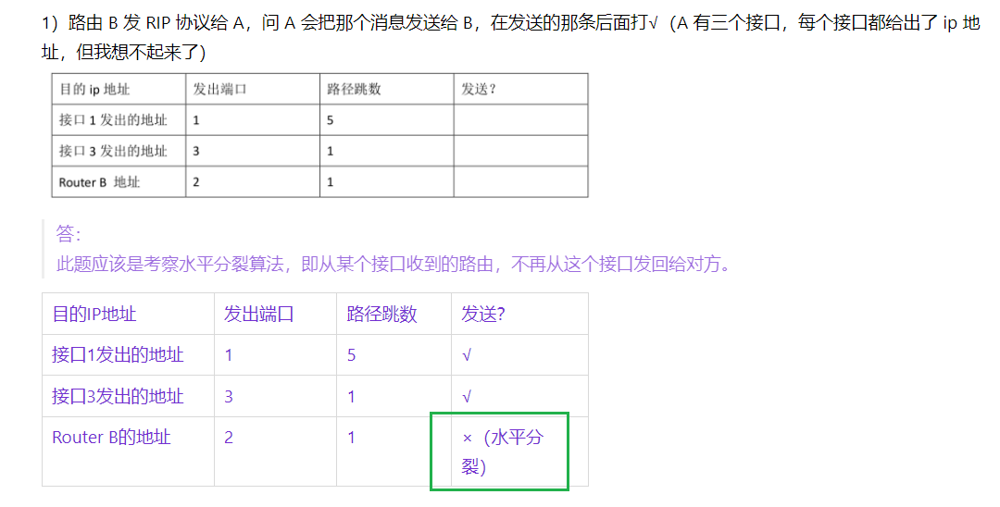 1）路由 B 发 RIP 协议给 A，问 A 会把那个消息发送给 B，在发送的那条后面打√（A 有三个接口，每个接口都给出了 ip 地
址，但我想不起来了）
目的 ip 地址 发出端口 路径跳数 发送？
接口 1 发出的地址 1 5
接口 3 发出的地址 3 1
Router B 地址 2 1
答：
此题应该是考察水平分裂算法，即从某个接口收到的路由，不再从这个接口发回给对方。
目的IP地址 发出端口 路径跳数 发送？
接口1发出的地址 1 5 √
接口3发出的地址 3 1 √
Router B的地址 2 1 ×（水平分
裂）